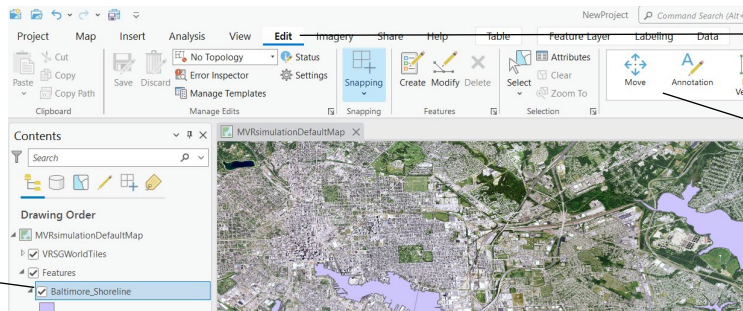 NewProject
Command Search (Alt+
Project Map Insert Analysis View Edit Imagery Share Help Table Feature Layer Labeling Data
Cut
Copy
Copy Path
Paste
Clipboard
Save Discard
No Topology
Error Inspector
Manage Templates
Status
Settings
Manage Edits
Snapping
Snapping
Create Modify Delete
Features
Select
Attributes
Clear
Zoom To
Selection
Move Annotation
Contents
Search
Drawing Order
MVRsimulationDefaultMap
VRSGWorldTiles
Features
Baltimore_Shoreline
MVRsimulationDefaultMap